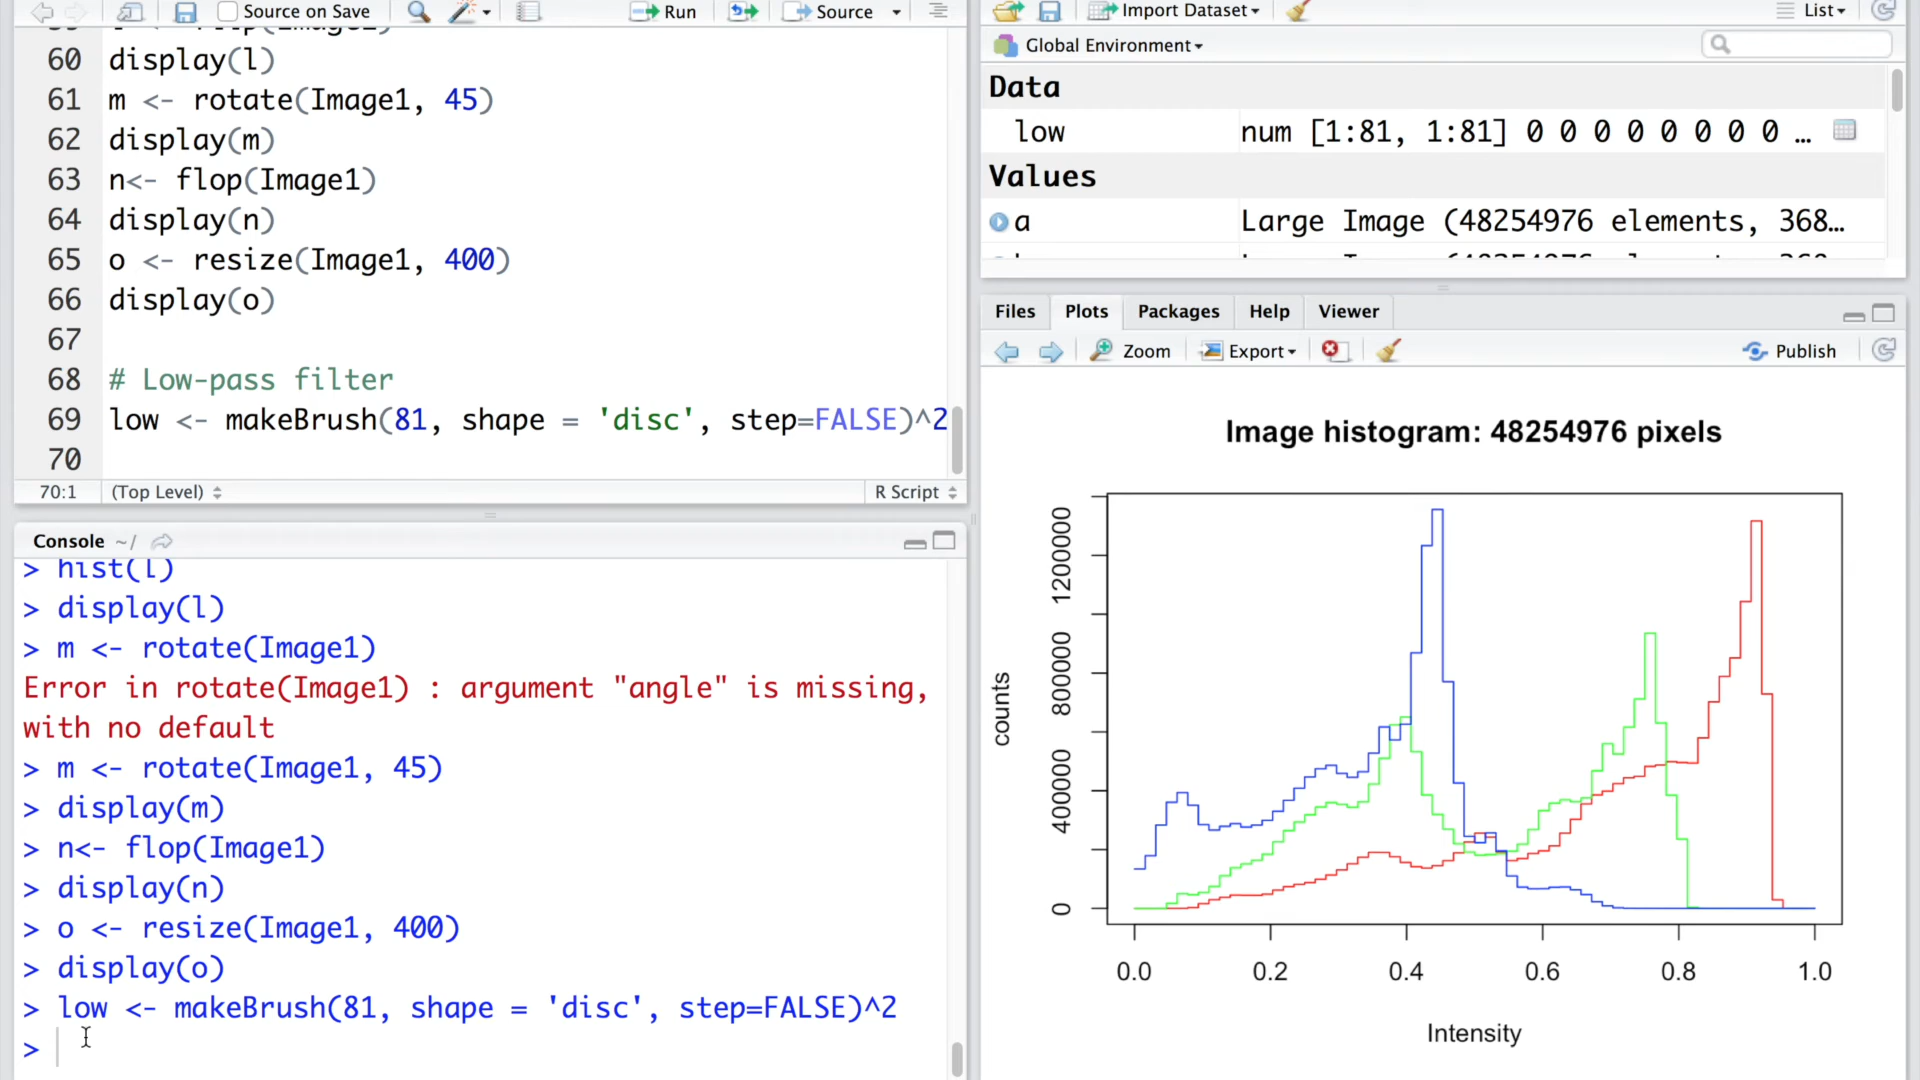 Source on Save Run Source
60 display(l)
61 m <- rotate(Image1, 45)
62 display(m)
63 n<- flop(Image1)
64 display(n)
65 o <- resize(Image1, 400)
66 display(o)
67
68 # Low-pass filter
69 low <- makeBrush(81, shape = 'disc', step=FALSE)^2
70
70:1 (Top Level) R Script
Console ~/
> hist(l)
> display(l)
> m <- rotate(Image1)
Error in rotate(Image1) : argument "angle" is missing,
with no default
> m <- rotate(Image1, 45)
> display(m)
> n<- flop(Image1)
> display(n)
> o <- resize(Image1, 400)
> display(o)
> low <- makeBrush(81, shape = 'disc', step=FALSE)^2
>
Import Dataset List
Global Environment
Data
low num [1:81, 1:81] 0 0 0 0 0 0 0 0 …
Values
a Large Image (48254976 elements, 368…
Files Plots Packages Help Viewer
Zoom Export Publish
Image histogram: 48254976 pixels
counts
0 400000 800000 1200000
0.0 0.2 0.4 0.6 0.8 1.0
Intensity